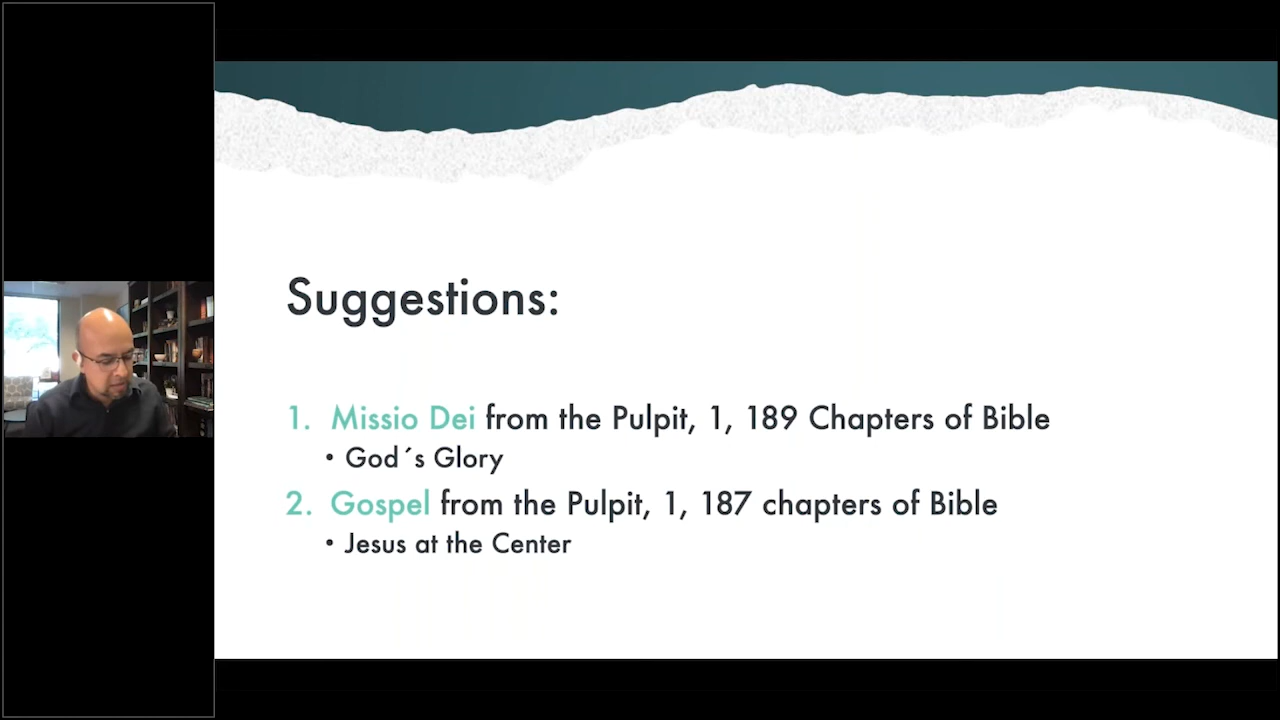 Suggestions:
1. Missio Dei from the Pulpit, 1, 189 Chapters of Bible
• God´s Glory
2. Gospel from the Pulpit, 1, 187 chapters of Bible
• Jesus at the Center